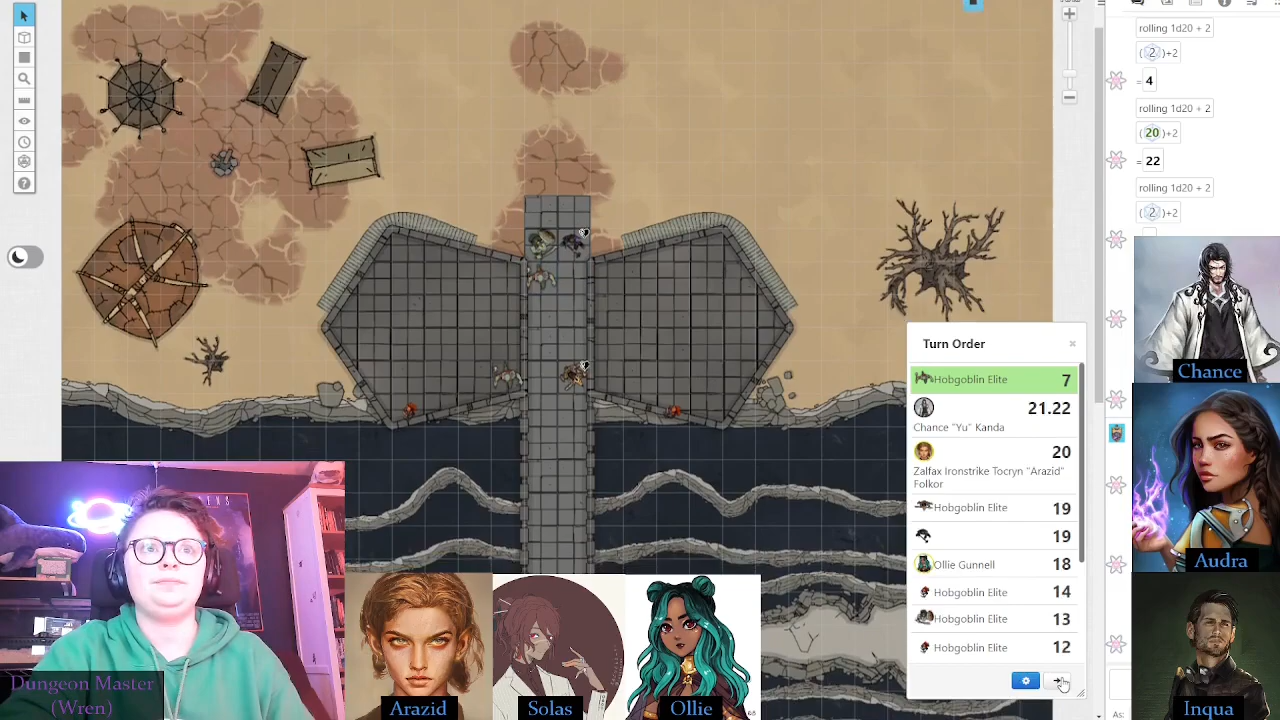 rolling 1d20 + 2
(2)+2
= 4
rolling 1d20 + 2
(20)+2
= 22
rolling 1d20 + 2
(2)+2
Chance
Turn Order
Hobgoblin Elite 7
21.22
Chance "Yu" Kanda
20
Zalfax Ironstrike Tocryn "Arazid"
Folkor
Hobgoblin Elite 19
19
Ollie Gunnell 18
Hobgoblin Elite 14
Hobgoblin Elite 13
Hobgoblin Elite 12
Audra
Dungeon Master
(Wren)
Arazid
Solas
Ollie
As:
Inqua